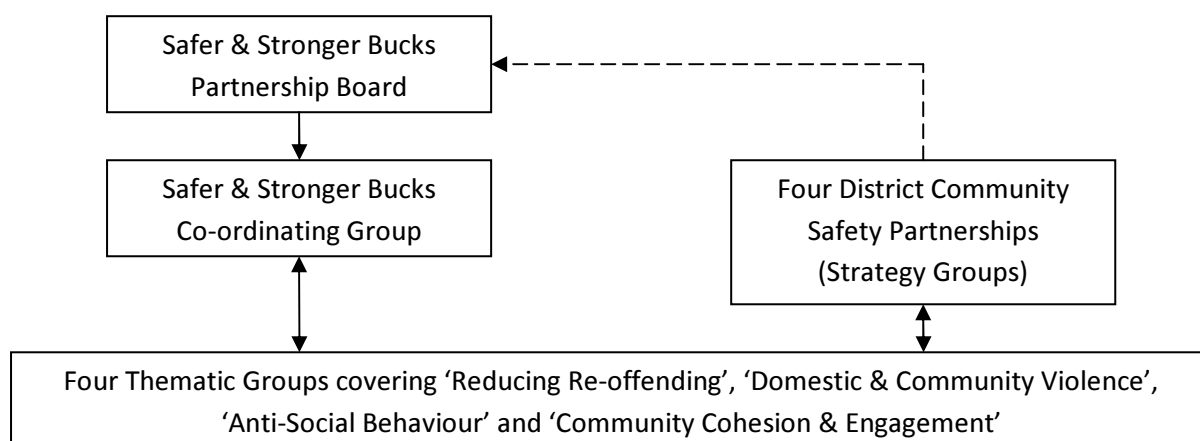 Safer & Stronger Bucks
Partnership Board
Safer & Stronger Bucks
Co-ordinating Group
Four District Community
Safety Partnerships
(Strategy Groups)
Four Thematic Groups covering ‘Reducing Re-offending’, ‘Domestic & Community Violence’,
‘Anti-Social Behaviour’ and ‘Community Cohesion & Engagement’